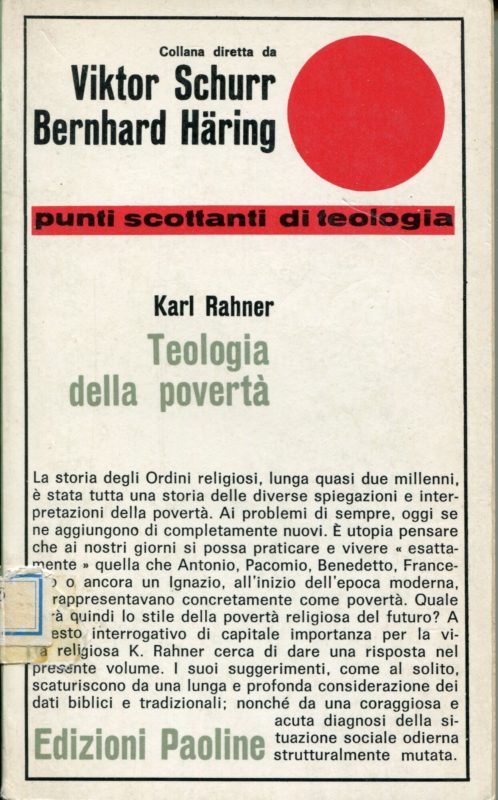 Collana diretta da
Viktor Schurr
Bernhard Häring
punti scottanti di teologia
Karl Rahner
Teologia
della povertà
La storia degli Ordini religiosi, lunga quasi due millenni,
è stata tutta una storia delle diverse spiegazioni e inter-
pretazioni della povertà. Ai problemi di sempre, oggi se
ne aggiungono di completamente nuovi. È utopia pensare
che ai nostri giorni si possa praticare e vivere « esatta-
mente » quella che Antonio, Pacomio, Benedetto, France-
o ancora un Ignazio, all'inizio dell'epoca moderna,
rappresentavano concretamente come povertà. Quale
rà quindi lo stile della povertà religiosa del futuro? A
esto interrogativo di capitale importanza per la vi-
a religiosa K. Rahner cerca di dare una risposta nel
presente volume. I suoi suggerimenti, come al solito,
scaturiscono da una lunga e profonda considerazione dei
dati biblici e tradizionali; nonché da una coraggiosa e
acuta diagnosi della si-
tuazione sociale odierna
strutturalmente mutata.
Edizioni Paoline